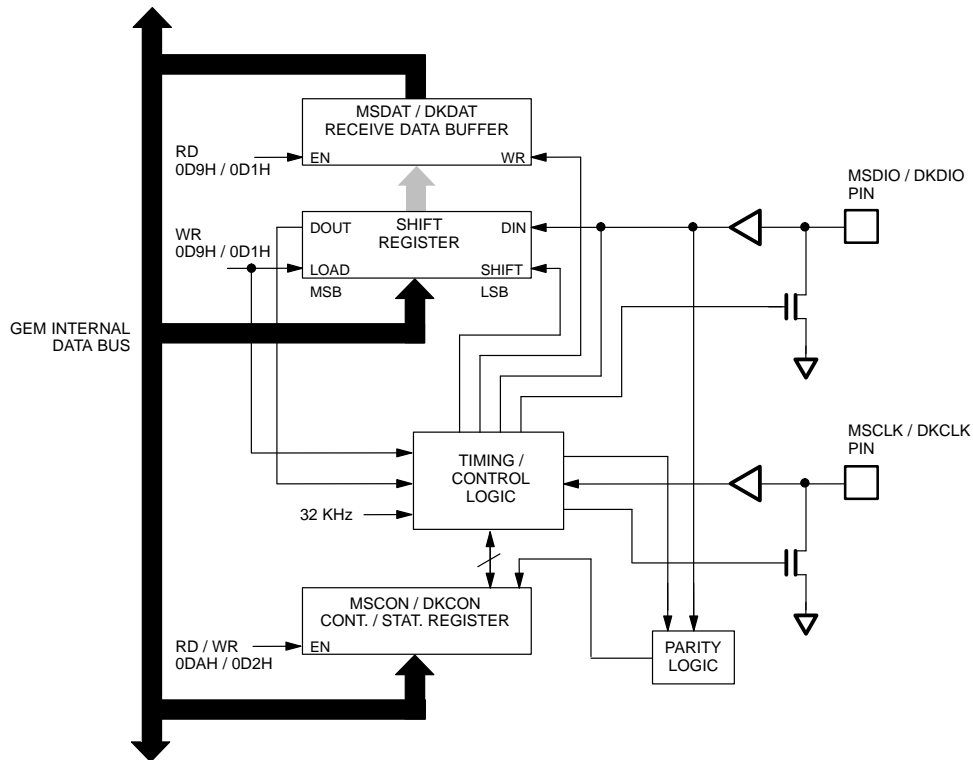 MSDAT / DKDAT
RECEIVE DATA BUFFER
RD
0D9H / 0D1H
EN
WR
MSDIO / DKDIO
PIN
SHIFT
REGISTER
DOUT
DIN
WR
0D9H / 0D1H
LOAD
SHIFT
MSB
LSB
GEM INTERNAL
DATA BUS
MSCLK / DKCLK
PIN
TIMING /
CONTROL
LOGIC
32 KHz
MSCON / DKCON
CONT. / STAT. REGISTER
RD / WR
0DAH / 0D2H
EN
PARITY
LOGIC